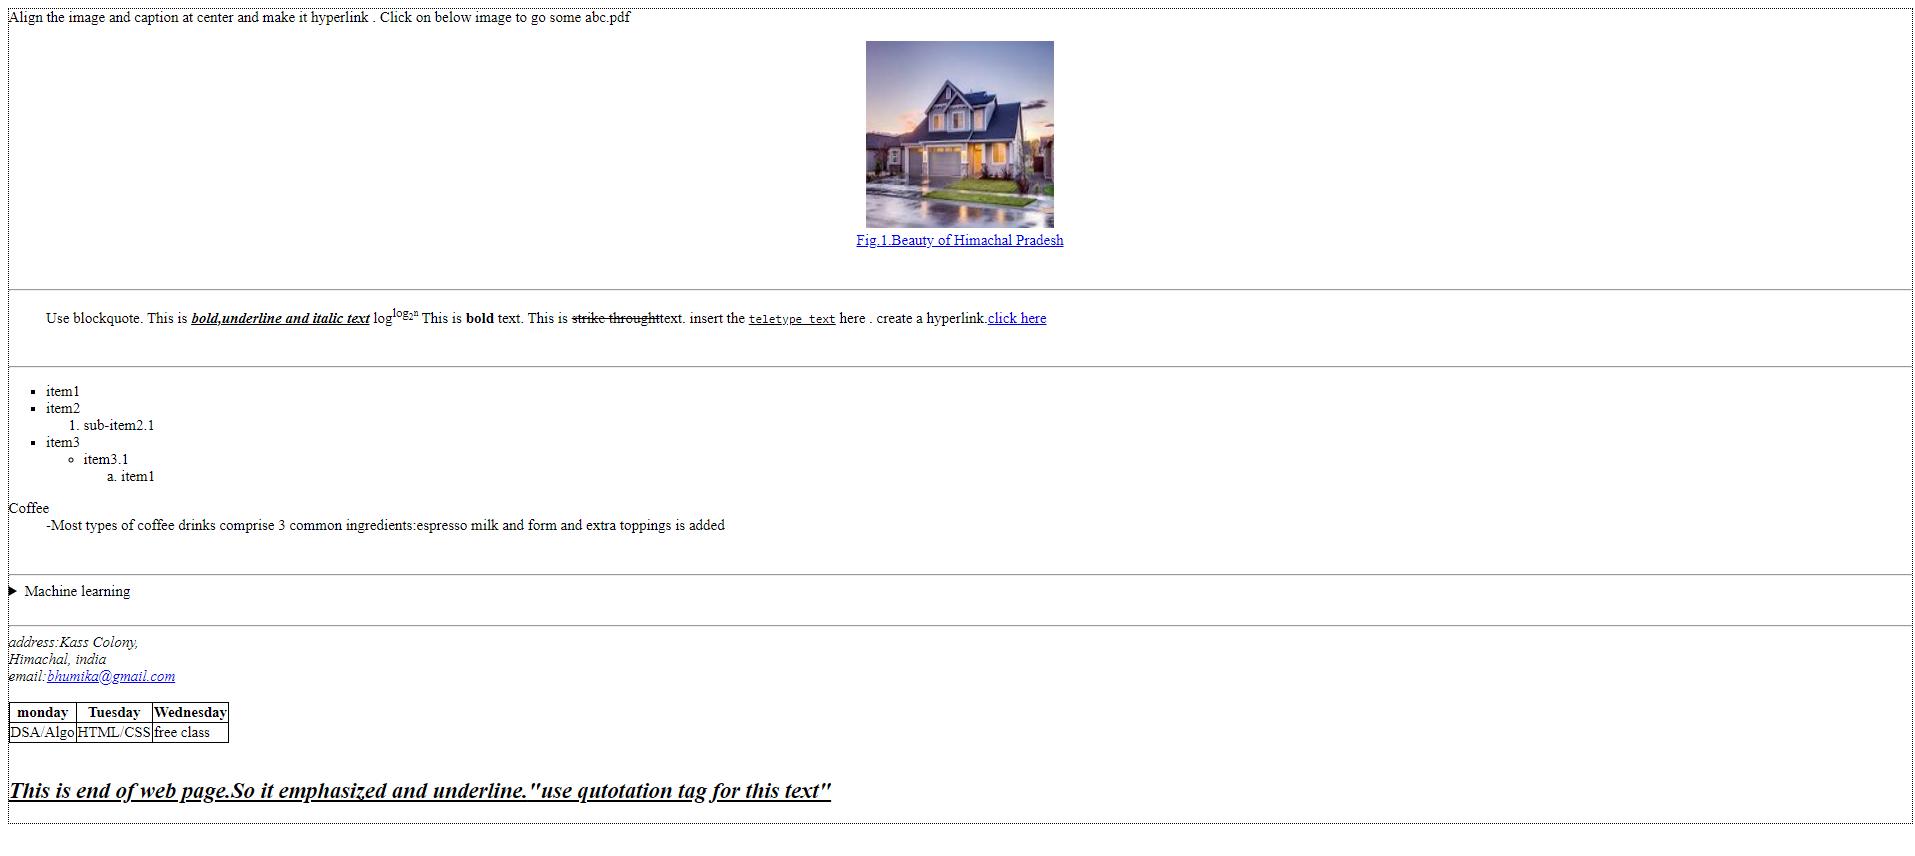 Align the image and caption at center and make it hyperlink . Click on below image to go some abc.pdf
Fig.1.Beauty of Himachal Pradesh
Use blockquote. This is bold,underline and italic text log^log₂n This is bold text. This is strike throughttext. insert the teletype text here . create a hyperlink.click here
item1
item2
1. sub-item2.1
item3
item3.1
a. item1
Coffee
-Most types of coffee drinks comprise 3 common ingredients:espresso milk and form and extra toppings is added
Machine learning
address:Kass Colony,
Himachal, india
email:bhumika@gmail.com
monday Tuesday Wednesday
DSA/Algo HTML/CSS free class
This is end of web page.So it emphasized and underline."use qutotation tag for this text"